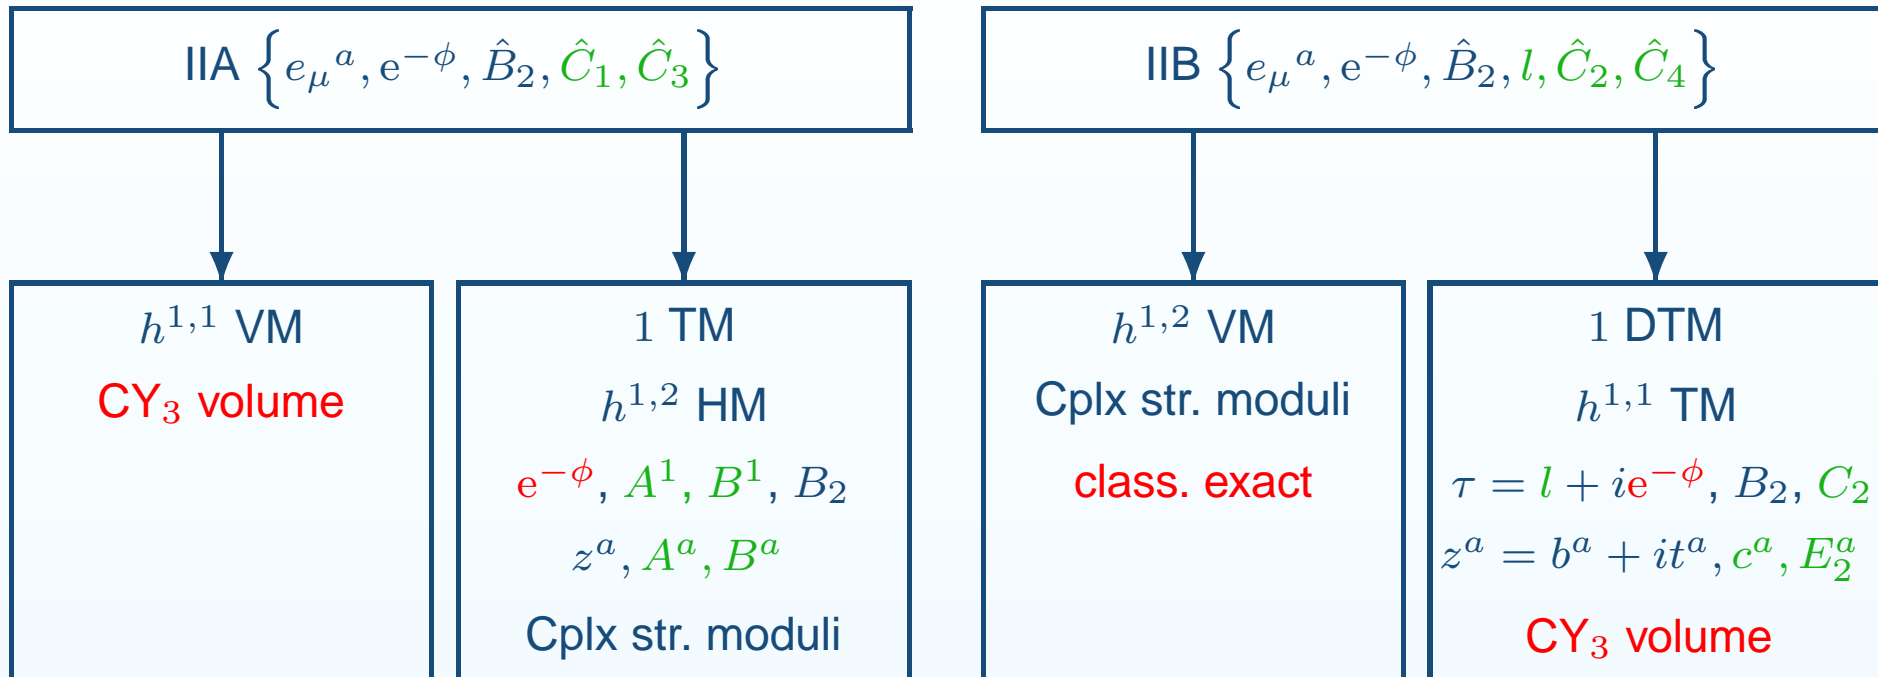 IIA {e_μ^a, e^{−ϕ}, B̂_2, Ĉ_1, Ĉ_3}
IIB {e_μ^a, e^{−ϕ}, B̂_2, l, Ĉ_2, Ĉ_4}
h^{1,1} VM
CY_3 volume
1 TM
h^{1,2} HM
e^{−ϕ}, A^1, B^1, B_2
z^a, A^a, B^a
Cplx str. moduli
h^{1,2} VM
Cplx str. moduli
class. exact
1 DTM
h^{1,1} TM
τ = l + ie^{−ϕ}, B_2, C_2
z^a = b^a + it^a, c^a, E_2^a
CY_3 volume